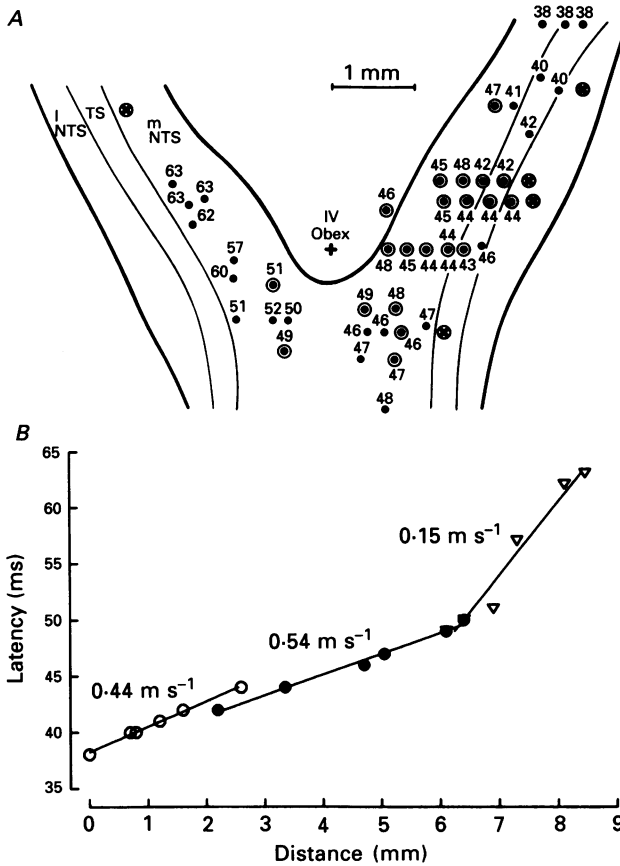 A
38 38 38
1 mm
40
40
47 41
42
l NTS
TS
m NTS
63
63
63
62
45 48 42 42
45 44 44 44
46
IV
Obex
44
48 45 44 44 43 46
57
60
51
51
52 50
49
49 48
46 46
47
46
47
47
48
B
65
60
55
50
45
40
35
Latency (ms)
0·15 m s⁻¹
0·54 m s⁻¹
0·44 m s⁻¹
0 1 2 3 4 5 6 7 8 9
Distance (mm)